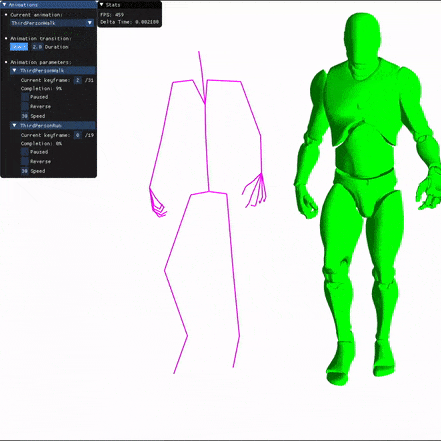 Animations
Current animation:
ThirdPersonWalk
Animation transition:
2.0 Duration
Animation parameters:
ThirdPersonWalk
Current keyframe: 2 /31
Completion: 9%
Paused
Reverse
30 Speed
ThirdPersonRun
Current keyframe: 0 /19
Completion: 0%
Paused
Reverse
30 Speed
Stats
FPS: 459
Delta Time: 0.002180